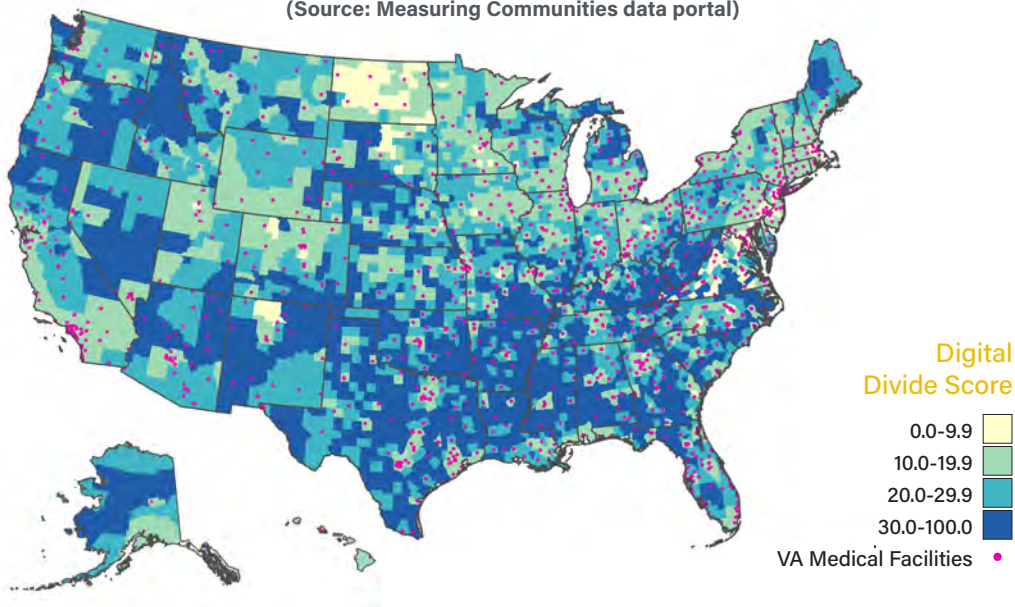 (Source: Measuring Communities data portal)
Digital
Divide Score
0.0-9.9
10.0-19.9
20.0-29.9
30.0-100.0
VA Medical Facilities